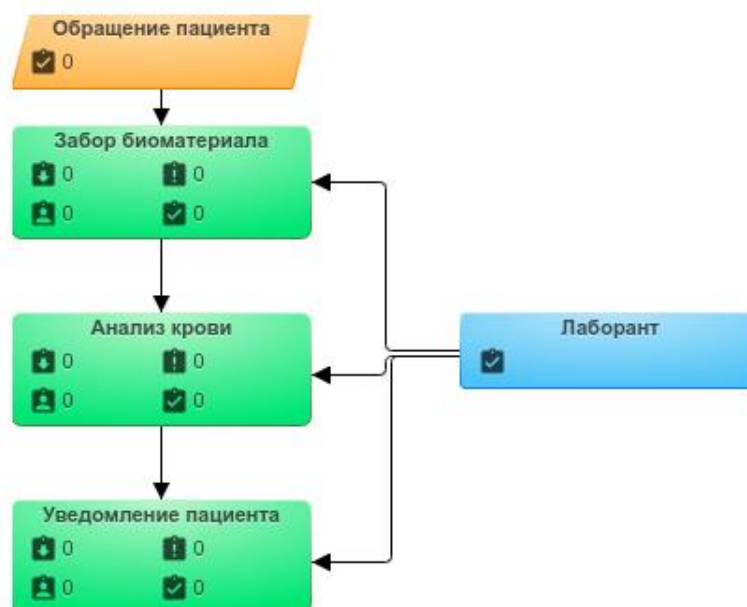 Обращение пациента
0
Забор биоматериала
0 0
0 0
Анализ крови
0 0
0 0
Лаборант
Уведомление пациента
0 0
0 0